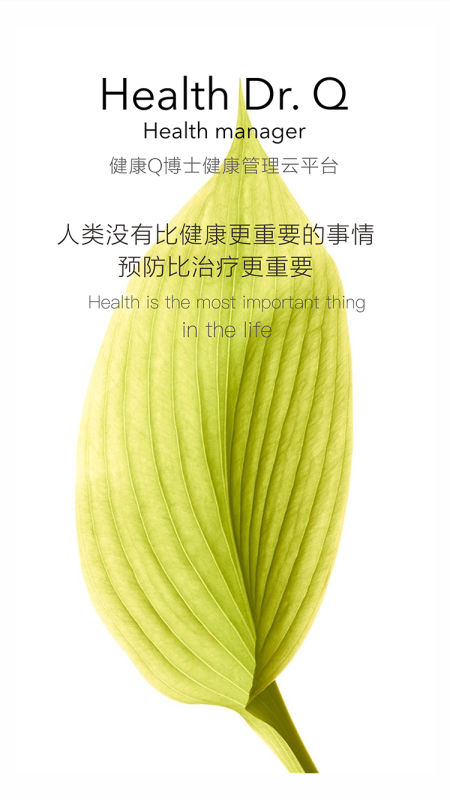 Health Dr. Q
Health manager
健康Q博士健康管理云平台
人类没有比健康更重要的事情
预防比治疗更重要
Health is the most important thing
in the life